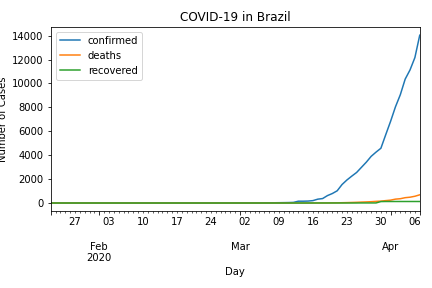 COVID-19 in Brazil
confirmed
deaths
recovered
14000
12000
10000
8000
6000
4000
2000
0
Number of Cases
27 03 10 17 24 02 09 16 23 30 06
Feb Mar Apr
2020
Day